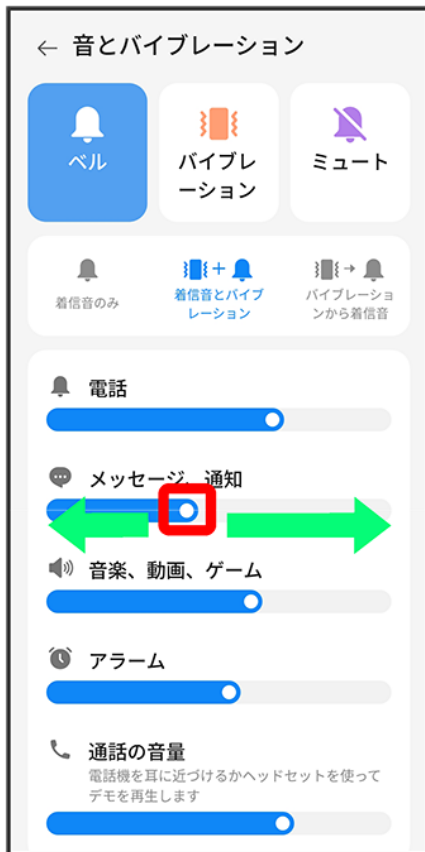 ← 音とバイブレーション
ベル
バイブレ
ーション
ミュート
着信音のみ
着信音とバイブ
レーション
バイブレーショ
ンから着信音
電話
メッセージ、通知
音楽、動画、ゲーム
アラーム
通話の音量
電話機を耳に近づけるかヘッドセットを使って
デモを再生します